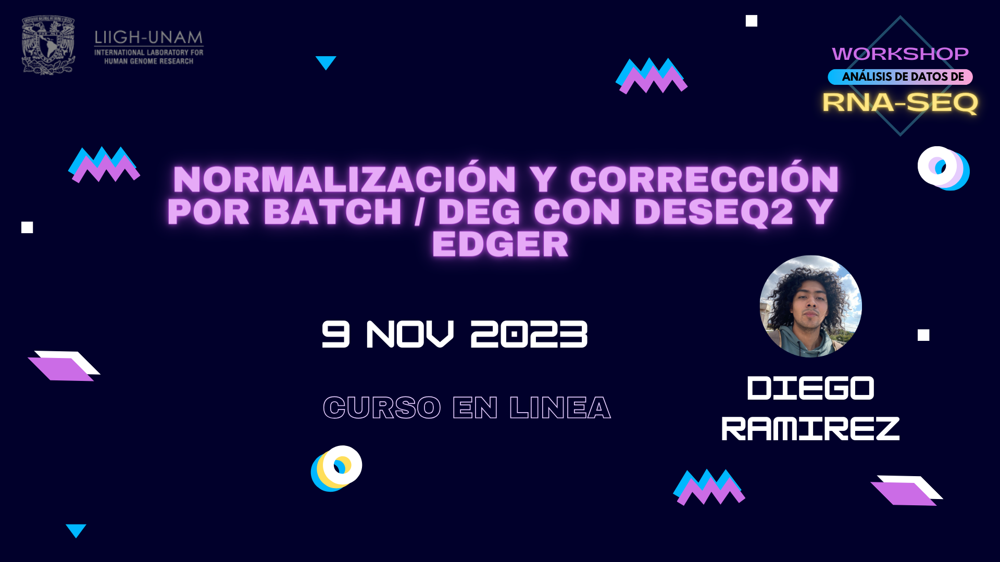 LIIGH-UNAM
INTERNATIONAL LABORATORY FOR
HUMAN GENOME RESEARCH
WORKSHOP
ANÁLISIS DE DATOS DE
RNA-SEQ
NORMALIZACIÓN Y CORRECCIÓN
POR BATCH / DEG CON DESEQ2 Y
EDGER
9 NOV 2023
CURSO EN LINEA
DIEGO
RAMIREZ